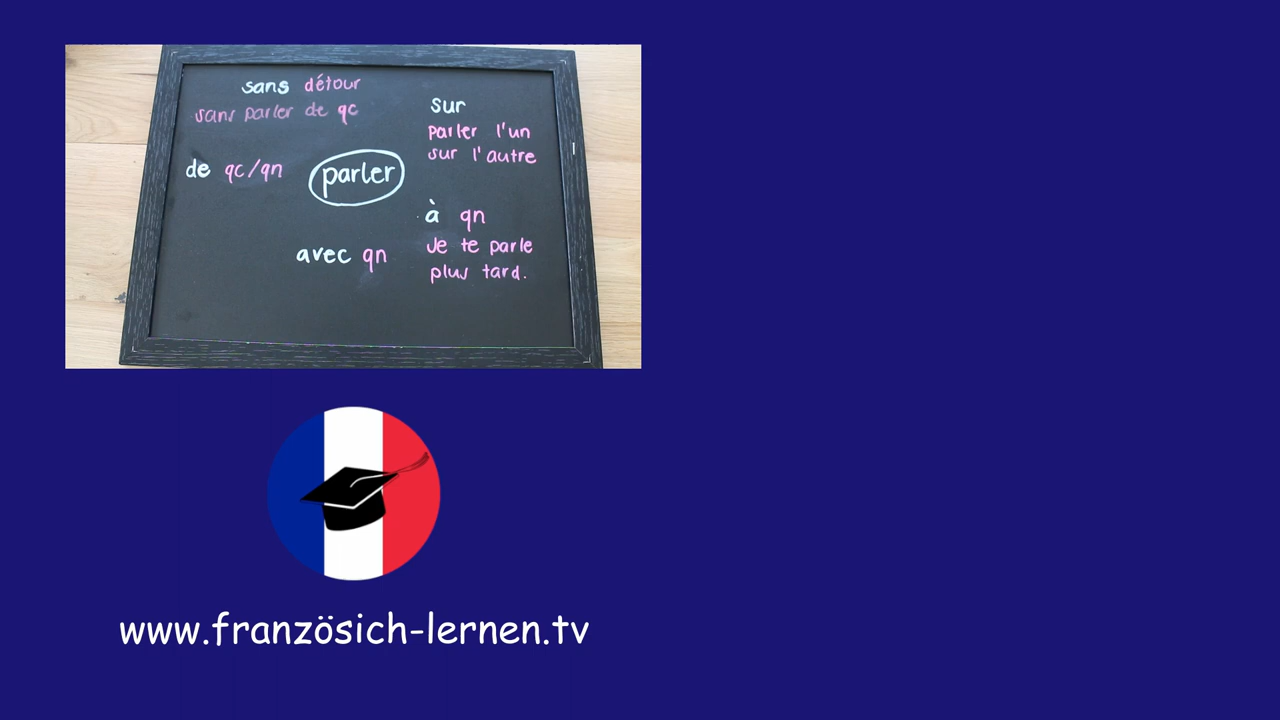 sans détour
sans parler de qc
de qc/qn
parler
avec qn
sur
parler l'un
sur l'autre
à qn
Je te parle
plus tard.
www.französich-lernen.tv